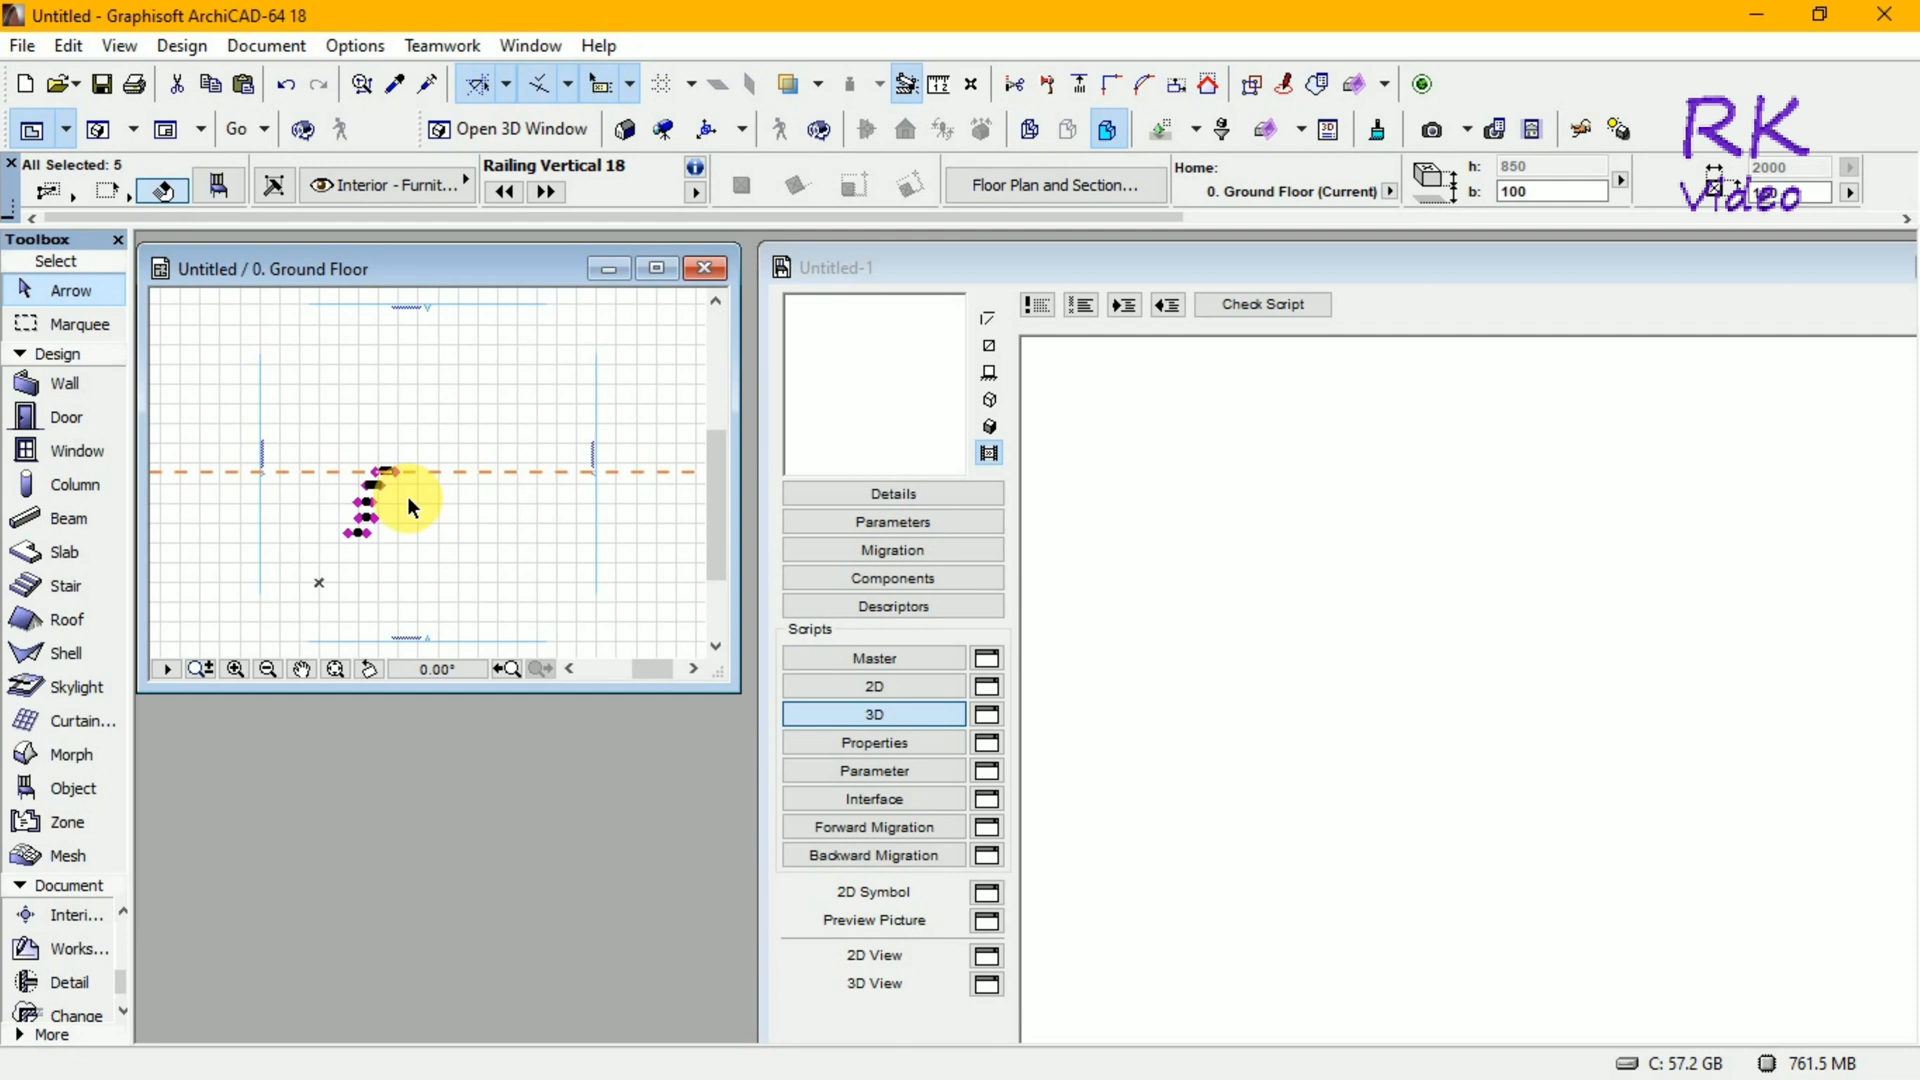 Untitled - Graphisoft ArchiCAD-64 18
File Edit View Design Document Options Teamwork Window Help
Go Open 3D Window
RK
video
All Selected: 5
Interior - Furnit...
Railing Vertical 18
Floor Plan and Section...
Home:
0. Ground Floor (Current)
h: 850
b: 100
2000
Toolbox
Select
Arrow
Marquee
Design
Wall
Door
Window
Column
Beam
Slab
Stair
Roof
Shell
Skylight
Curtain...
Morph
Object
Zone
Mesh
Document
Interi...
Works...
Detail
Change
More
Untitled / 0. Ground Floor
0.00°
Untitled-1
Check Script
Details
Parameters
Migration
Components
Descriptors
Scripts
Master
2D
3D
Properties
Parameter
Interface
Forward Migration
Backward Migration
2D Symbol
Preview Picture
2D View
3D View
C: 57.2 GB 761.5 MB